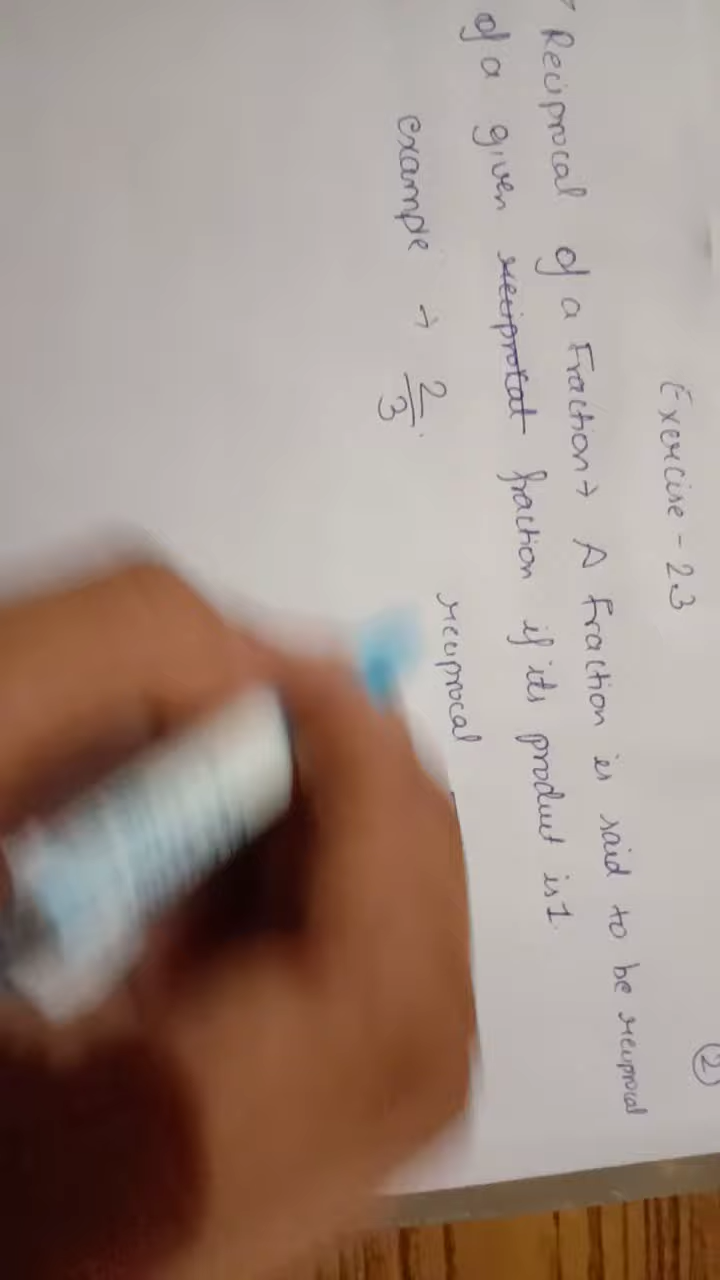 ②
Exercise - 2.3
Reciprocal of a Fraction → A fraction is said to be reciprocal
of a given fraction if its product is 1
example → 2/3 reciprocal